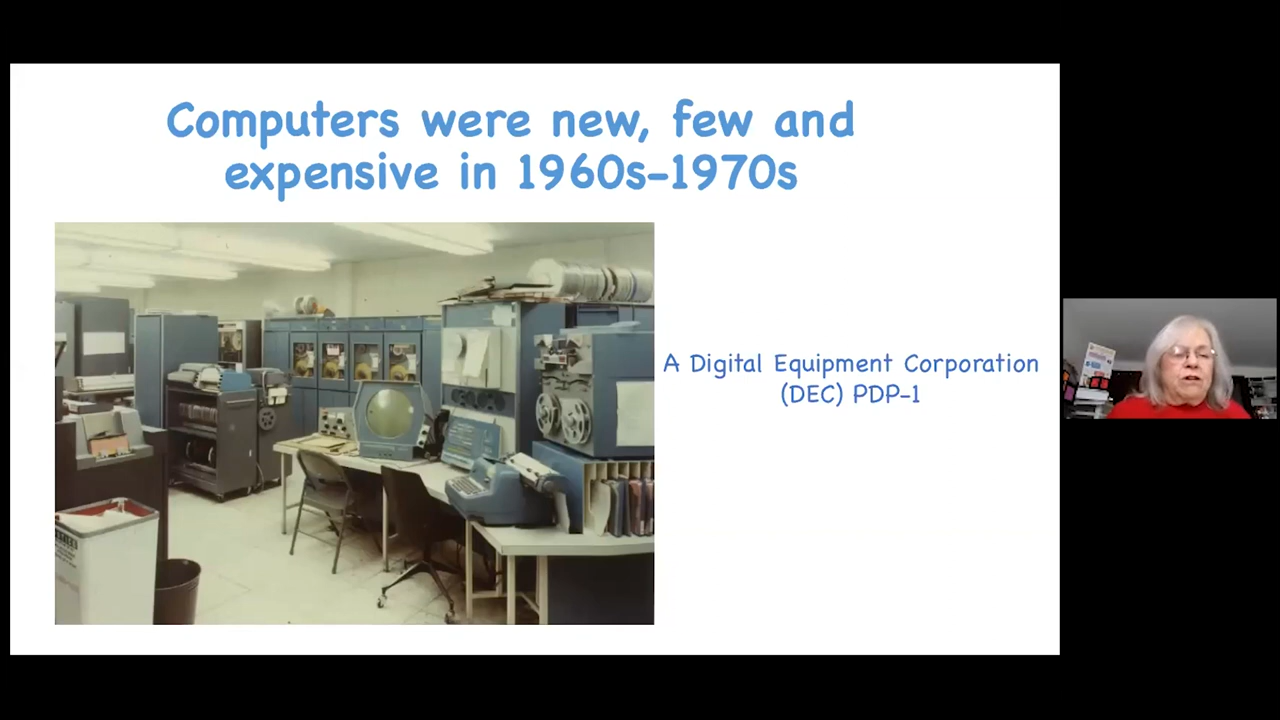 Computers were new, few and
expensive in 1960s-1970s
A Digital Equipment Corporation
(DEC) PDP-1